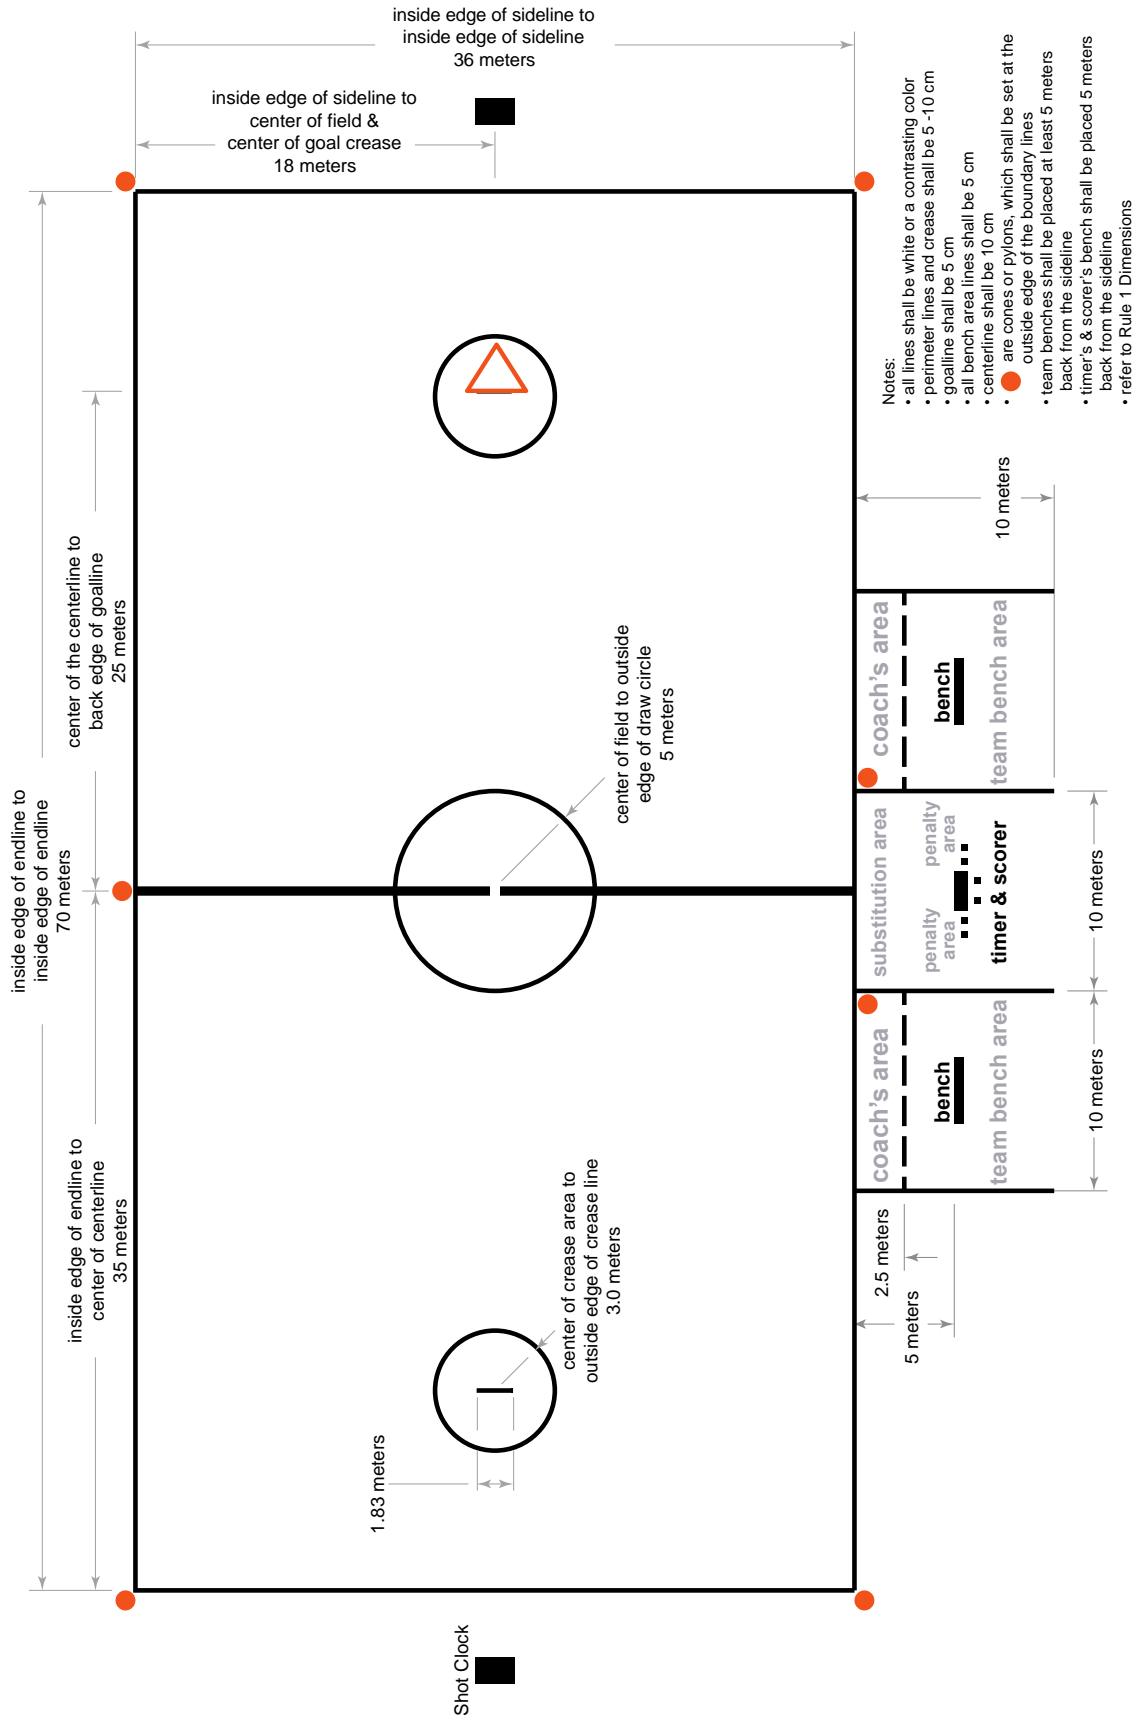 inside edge of sideline to
inside edge of sideline
36 meters
inside edge of sideline to
center of field &
center of goal crease
18 meters
inside edge of endline to
inside edge of endline
70 meters
center of the centerline to
back edge of goalline
25 meters
inside edge of endline to
center of centerline
35 meters
center of field to outside
edge of draw circle
5 meters
center of crease area to
outside edge of crease line
3.0 meters
1.83 meters
Shot Clock
Notes:
• all lines shall be white or a contrasting color
• perimeter lines and crease shall be 5 -10 cm
• goalline shall be 5 cm
• all bench area lines shall be 5 cm
• centerline shall be 10 cm
• are cones or pylons, which shall be set at the
outside edge of the boundary lines
• team benches shall be placed at least 5 meters
back from the sideline
• timer's & scorer's bench shall be placed 5 meters
back from the sideline
• refer to Rule 1 Dimensions
10 meters
coach's area
bench
team bench area
substitution area
penalty
area
penalty
area
timer & scorer
10 meters
coach's area
bench
team bench area
10 meters
2.5 meters
5 meters